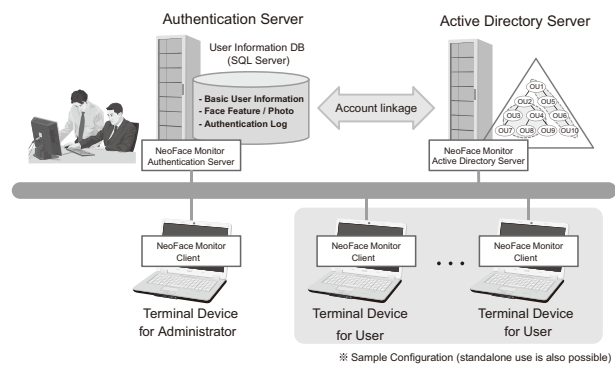 Authentication Server
Active Directory Server
User Information DB
(SQL Server)
- Basic User Information
- Face Feature / Photo
- Authentication Log
Account linkage
OU1
OU2 OU5
OU3 OU4 OU6
OU7 OU8 OU9 OU10
NeoFace Monitor
Authentication Server
NeoFace Monitor
Active Directory Server
NeoFace Monitor
Client
NeoFace Monitor
Client
• • •
NeoFace Monitor
Client
Terminal Device
for Administrator
Terminal Device
for User
Terminal Device
for User
※ Sample Configuration (standalone use is also possible)